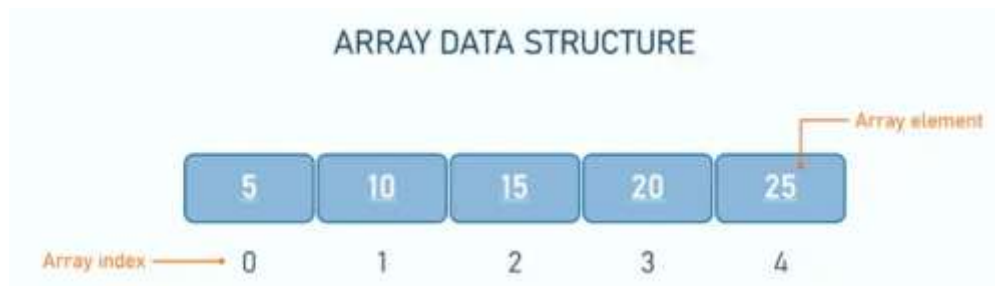 ARRAY DATA STRUCTURE
Array element
5 10 15 20 25
Array index 0 1 2 3 4